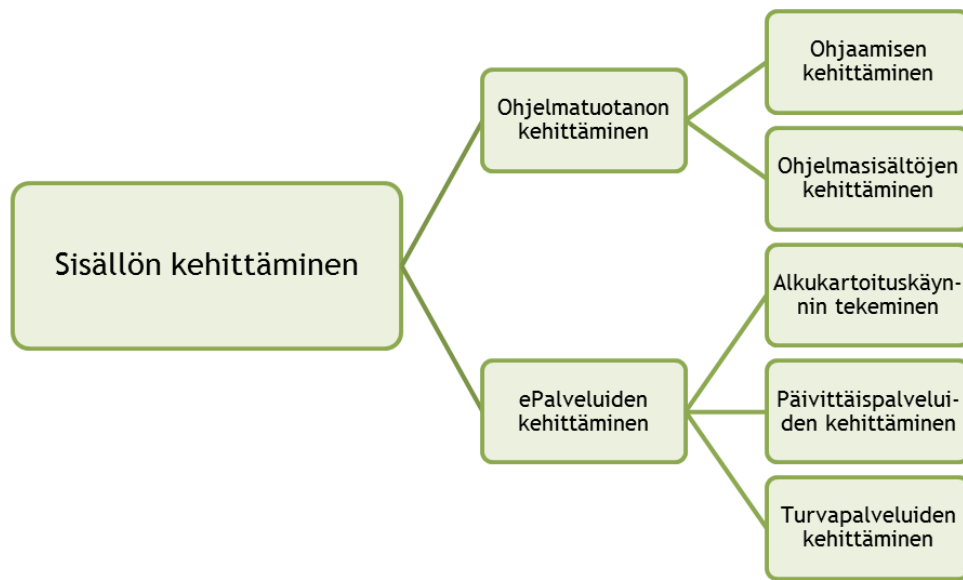 Sisällön kehittäminen
Ohjelmatuotanon
kehittäminen
Ohjaamisen
kehittäminen
Ohjelmasisältöjen
kehittäminen
ePalveluiden
kehittäminen
Alkukartoituskäyn-
nin tekeminen
Päivittäispalvelui-
den kehittäminen
Turvapalveluiden
kehittäminen